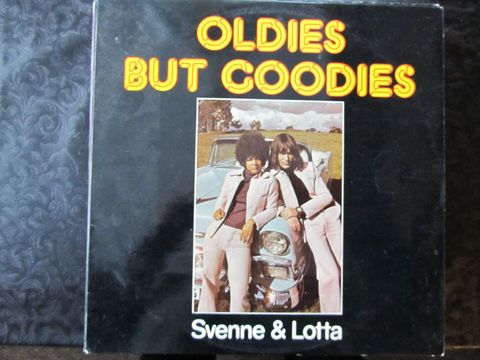 OLDIES
BUT GOODIES
Svenne & Lotta